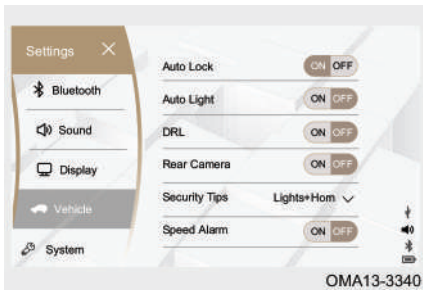 Settings
Bluetooth
Sound
Display
Vehicle
System
Auto Lock ON OFF
Auto Light ON OFF
DRL ON OFF
Rear Camera ON OFF
Security Tips Lights+Horn
Speed Alarm ON OFF
OMA13-3340